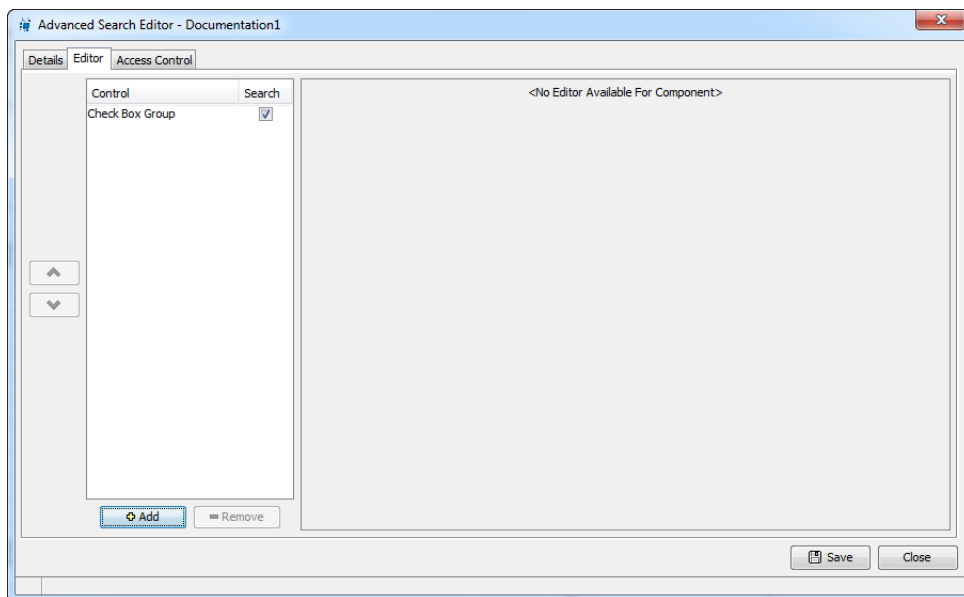 Advanced Search Editor - Documentation1
Details Editor Access Control
Control Search
<No Editor Available For Component>
Check Box Group
Add Remove
Save Close